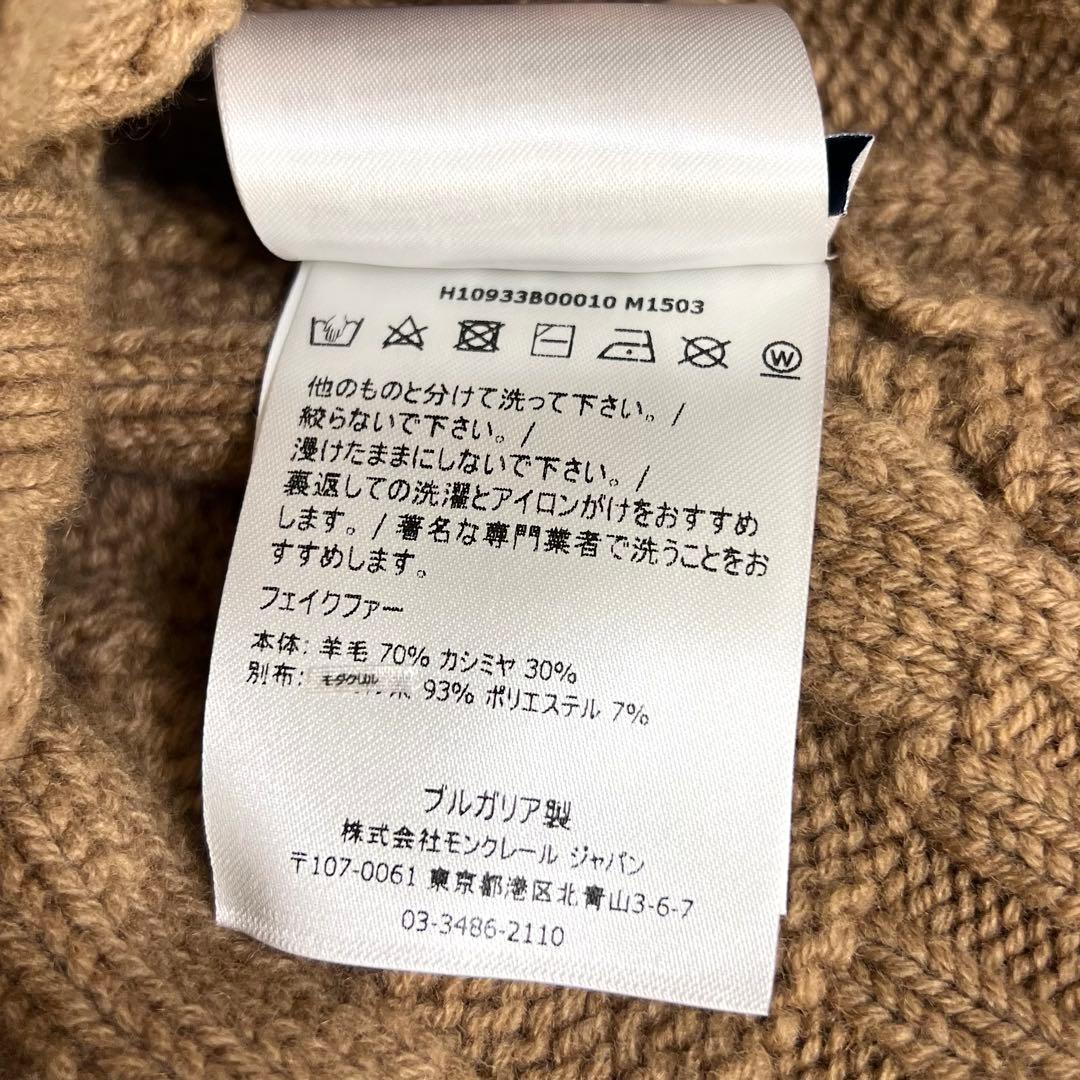 H10933B00010 M1503
W
他のものと分けて洗って下さい。/
絞らないで下さい。/
浸けたままにしないで下さい。/
裏返しての洗濯とアイロンがけをおすすめ
します。/ 著名な専門業者で洗うことをお
すすめします。
フェイクファー
本体: 羊毛 70% カシミヤ 30%
別布: モダクリル 93% ポリエステル 7%
ブルガリア製
株式会社モンクレール ジャパン
〒107-0061 東京都港区北青山3-6-7
03-3486-2110